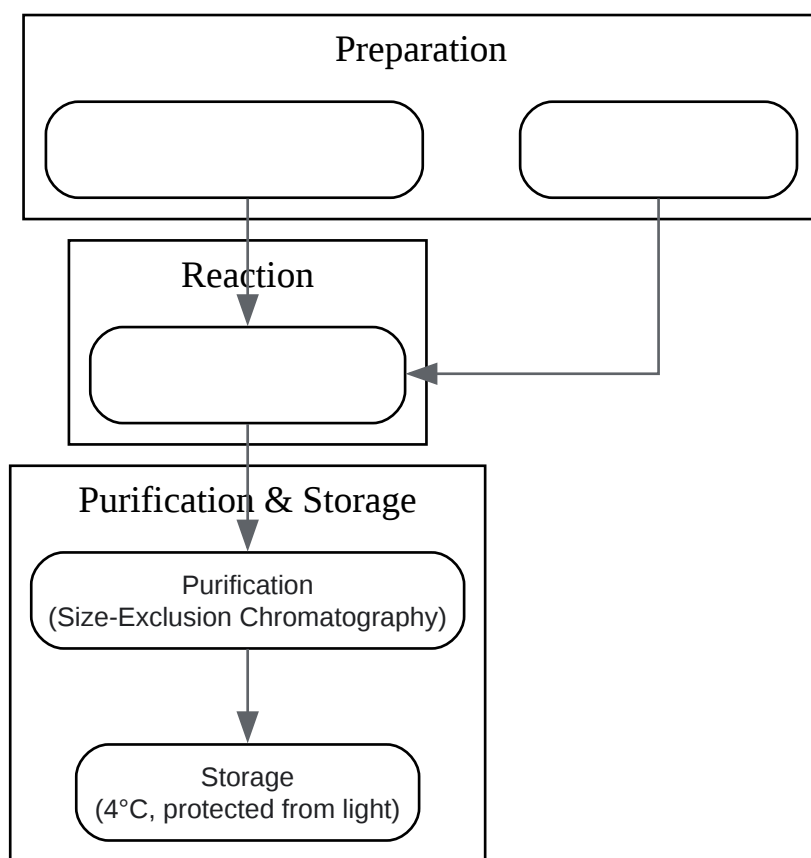 Preparation
Reaction
Purification & Storage
Purification
(Size-Exclusion Chromatography)
Storage
(4°C, protected from light)